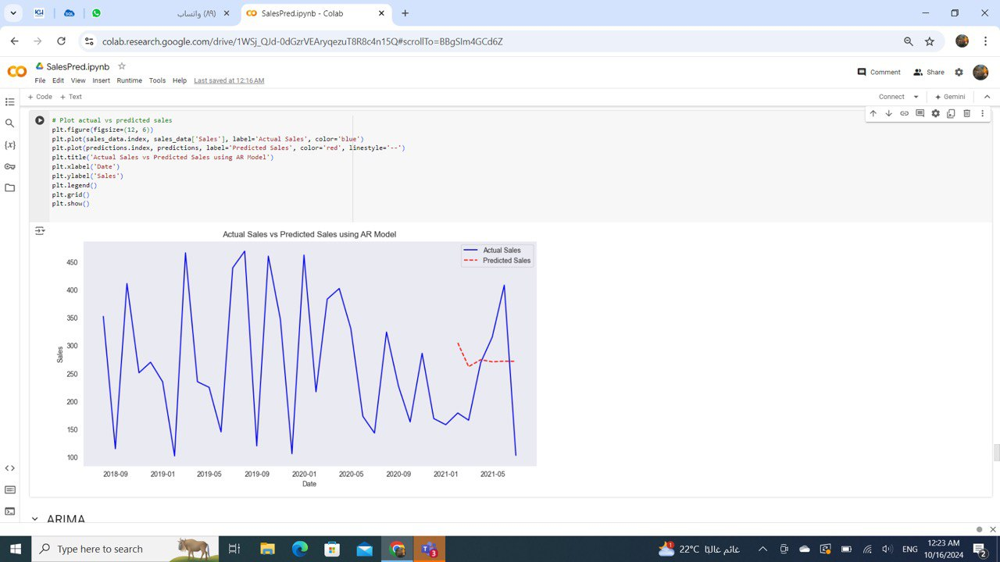 (٨٩) واتساب
SalesPred.ipynb - Colab
colab.research.google.com/drive/1WSj_QJd-0dGzrVEAryqezuT8R8c4n15Q#scrollTo=BBgSIm4GCd6Z
SalesPred.ipynb
Comment Share
File Edit View Insert Runtime Tools Help Last saved at 12:16 AM
+ Code + Text
Connect Gemini
# Plot actual vs predicted sales
plt.figure(figsize=(12, 6))
plt.plot(sales_data.index, sales_data['Sales'], label='Actual Sales', color='blue')
plt.plot(predictions.index, predictions, label='Predicted Sales', color='red', linestyle='--')
plt.title('Actual Sales vs Predicted Sales using AR Model')
plt.xlabel('Date')
plt.ylabel('Sales')
plt.legend()
plt.grid()
plt.show()
Actual Sales vs Predicted Sales using AR Model
Actual Sales
Predicted Sales
450
400
350
300
250
200
150
100
Sales
2018-09 2019-01 2019-05 2019-09 2020-01 2020-05 2020-09 2021-01 2021-05
Date
ARIMA
Type here to search
3
1
22°C غائم غالبًا
ENG
12:23 AM
10/16/2024
2